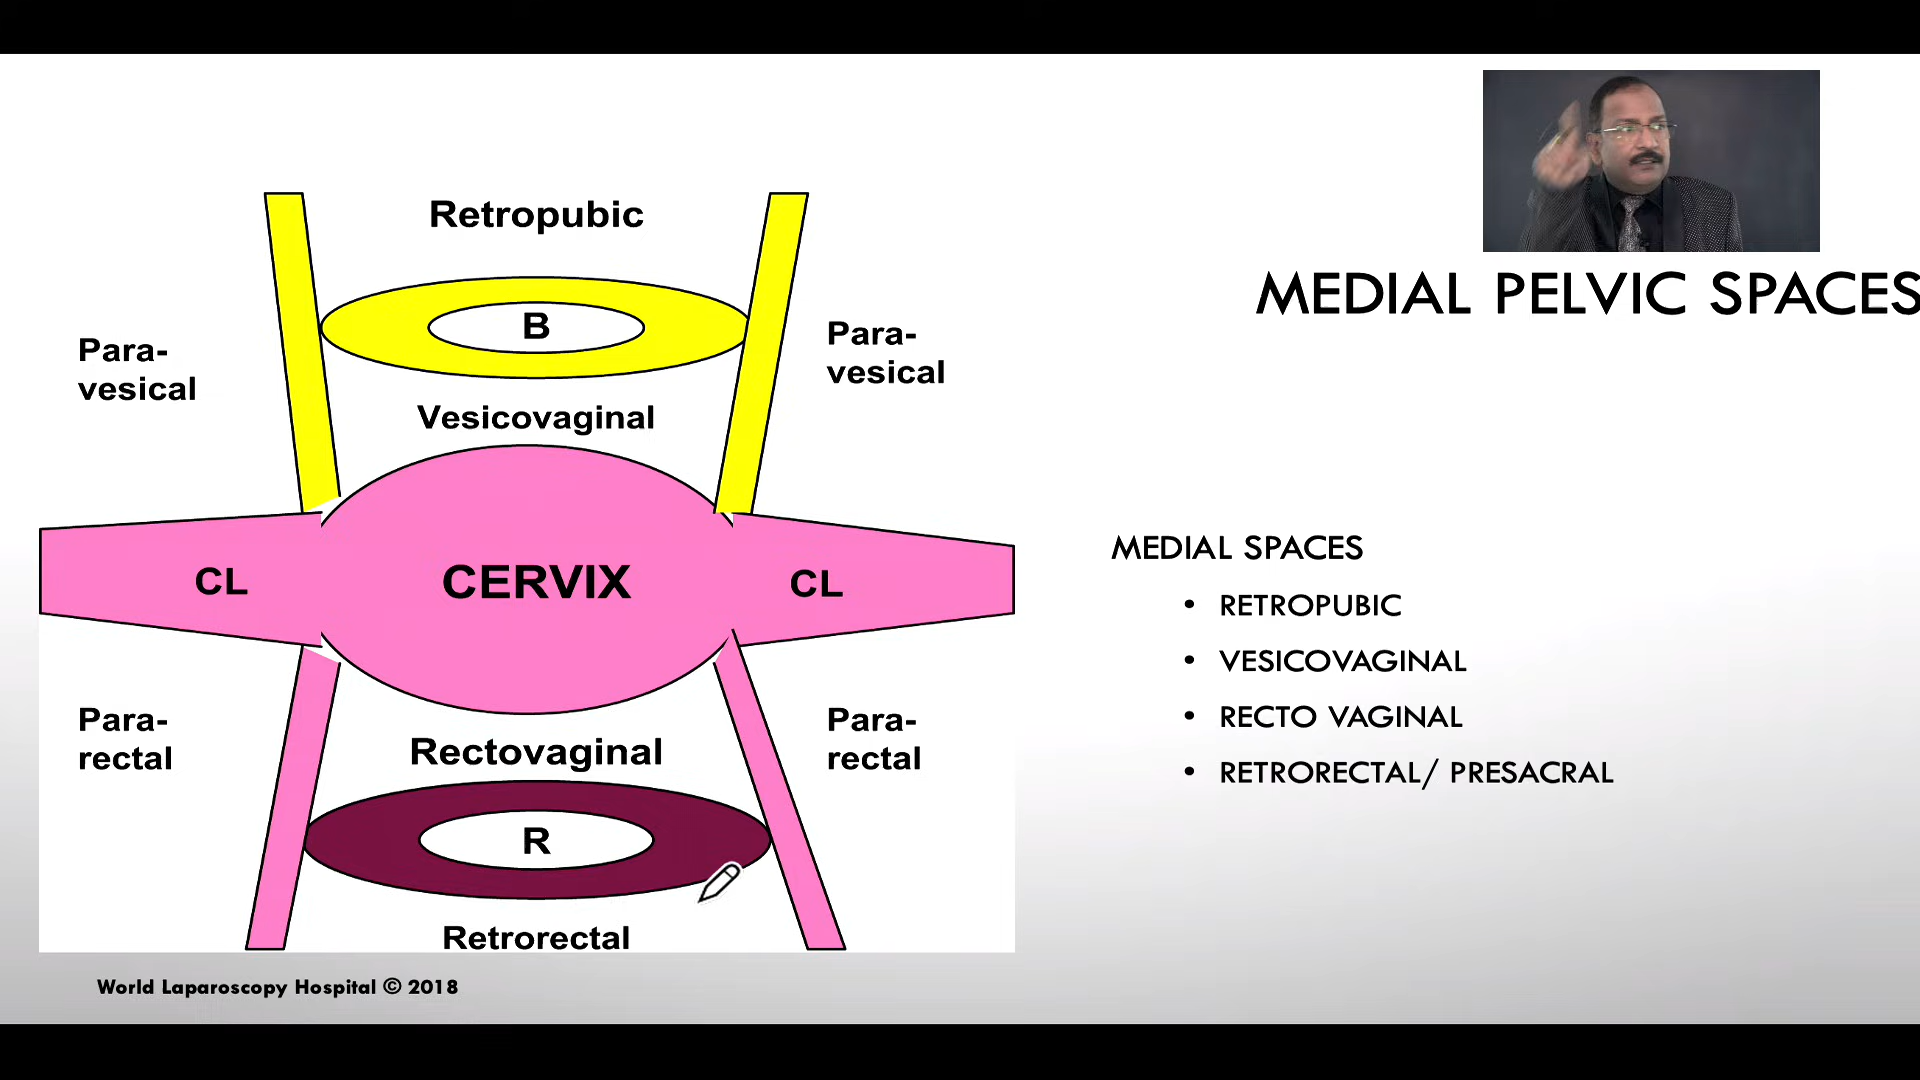 Retropubic
B
Para-
vesical
Para-
vesical
Vesicovaginal
CL
CERVIX
CL
Para-
rectal
Rectovaginal
Para-
rectal
R
Retrorectal
World Laparoscopy Hospital © 2018
MEDIAL PELVIC SPACES
MEDIAL SPACES
• RETROPUBIC
• VESICOVAGINAL
• RECTO VAGINAL
• RETRORECTAL/ PRESACRAL